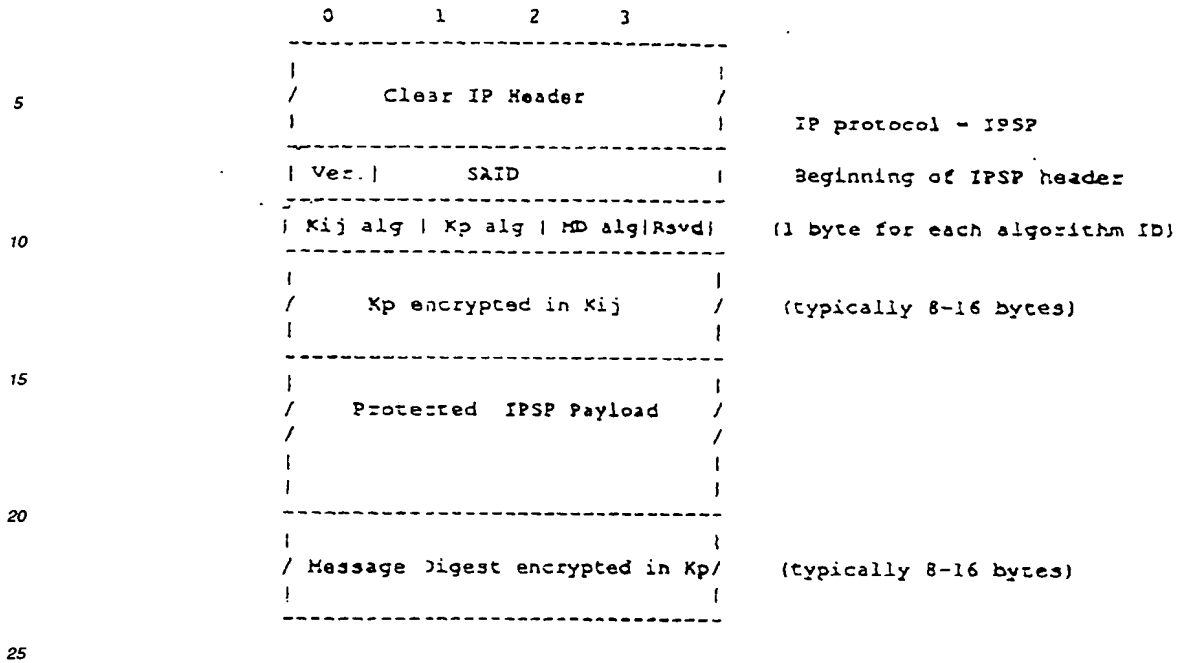 0 1 2 3
5 Clear IP Header
IP protocol - IPSP
| Ver.| SAID | Beginning of IPSP header
10 | Kij alg | Kp alg | MD alg|Rsvd| (1 byte for each algorithm ID)
/ Kp encrypted in Kij / (typically 8-16 bytes)
15
/ Protected IPSP Payload /
20
/ Message Digest encrypted in Kp/ (typically 8-16 bytes)
25